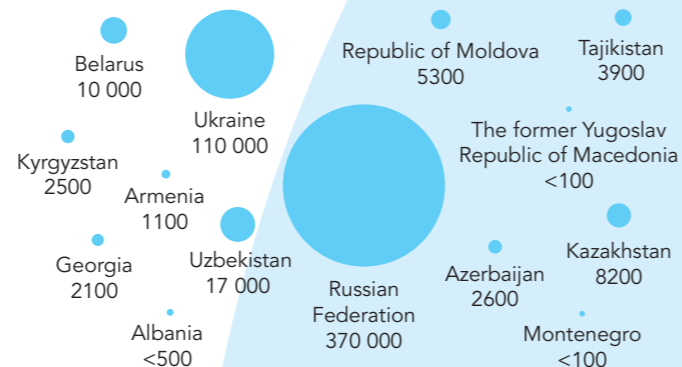 Belarus
10 000
Ukraine
110 000
Republic of Moldova
5300
Tajikistan
3900
Kyrgyzstan
2500
Armenia
1100
The former Yugoslav
Republic of Macedonia
<100
Georgia
2100
Uzbekistan
17 000
Russian
Federation
370 000
Azerbaijan
2600
Kazakhstan
8200
Albania
<500
Montenegro
<100